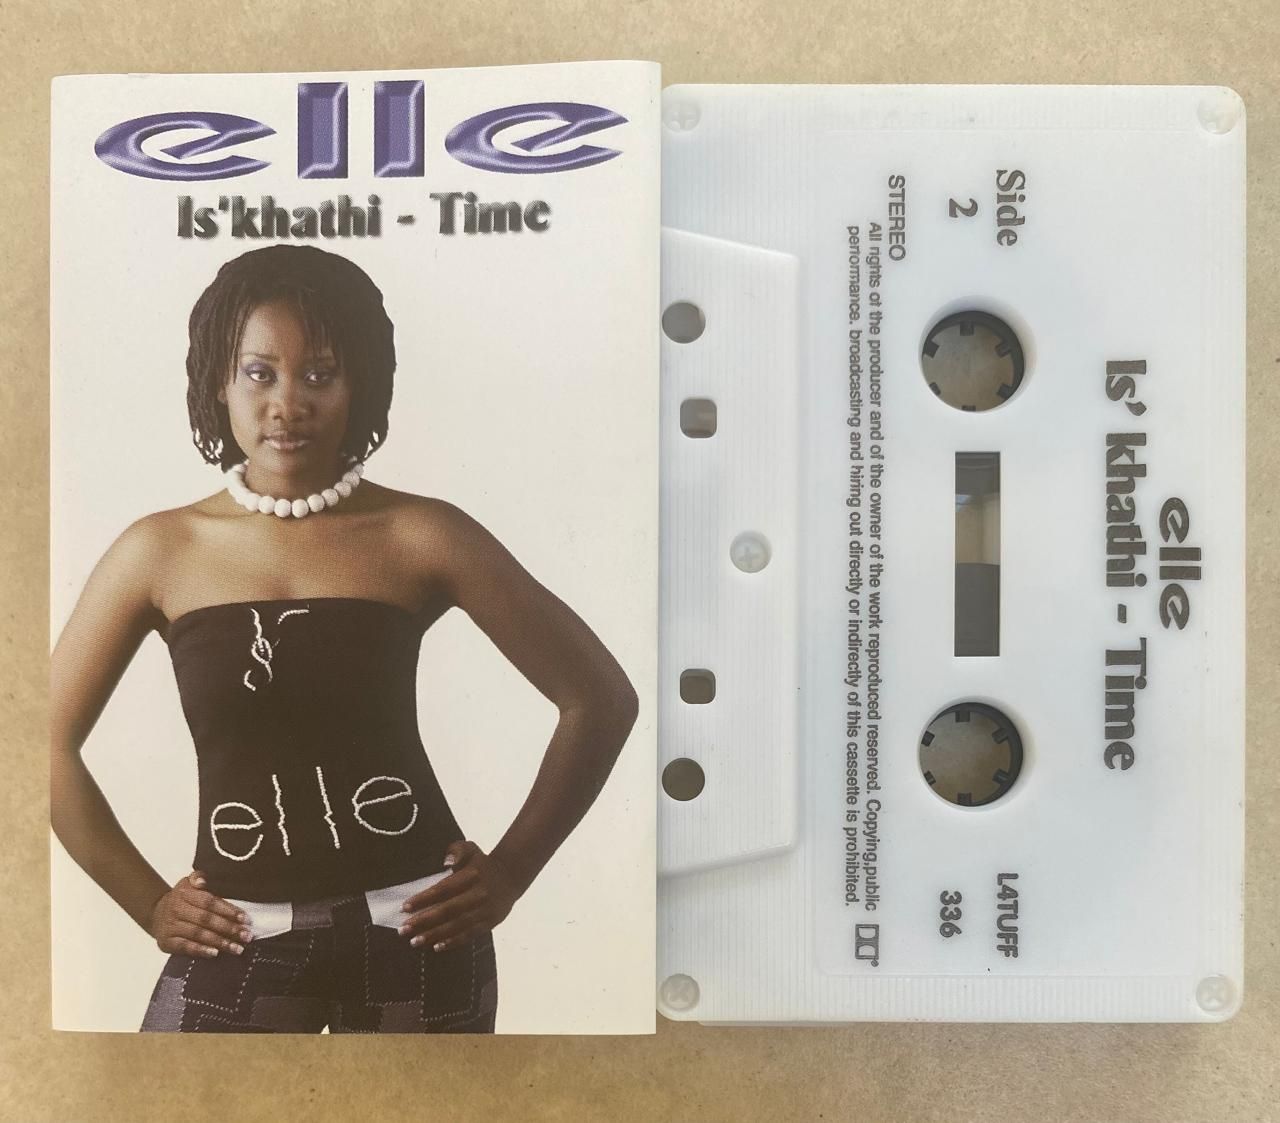 elle
Is'khathi - Time
elle
elle
Is' khathi - Time
Side
2
L4TUFF
336
STEREO
All rights of the producer and of the owner of the work reproduced reserved. Copying,public
performance. broadcasting and hiring out directly or indirectly of this cassette is prohibited.